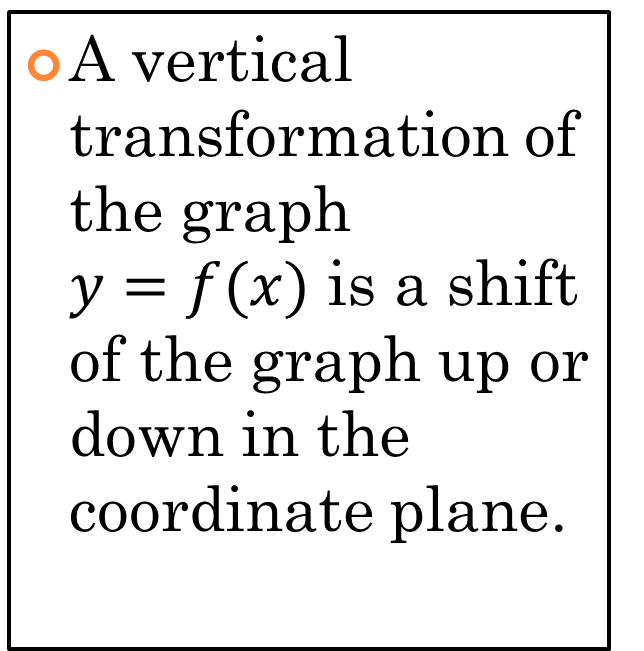 A vertical
transformation of
the graph
y = f(x) is a shift
of the graph up or
down in the
coordinate plane.